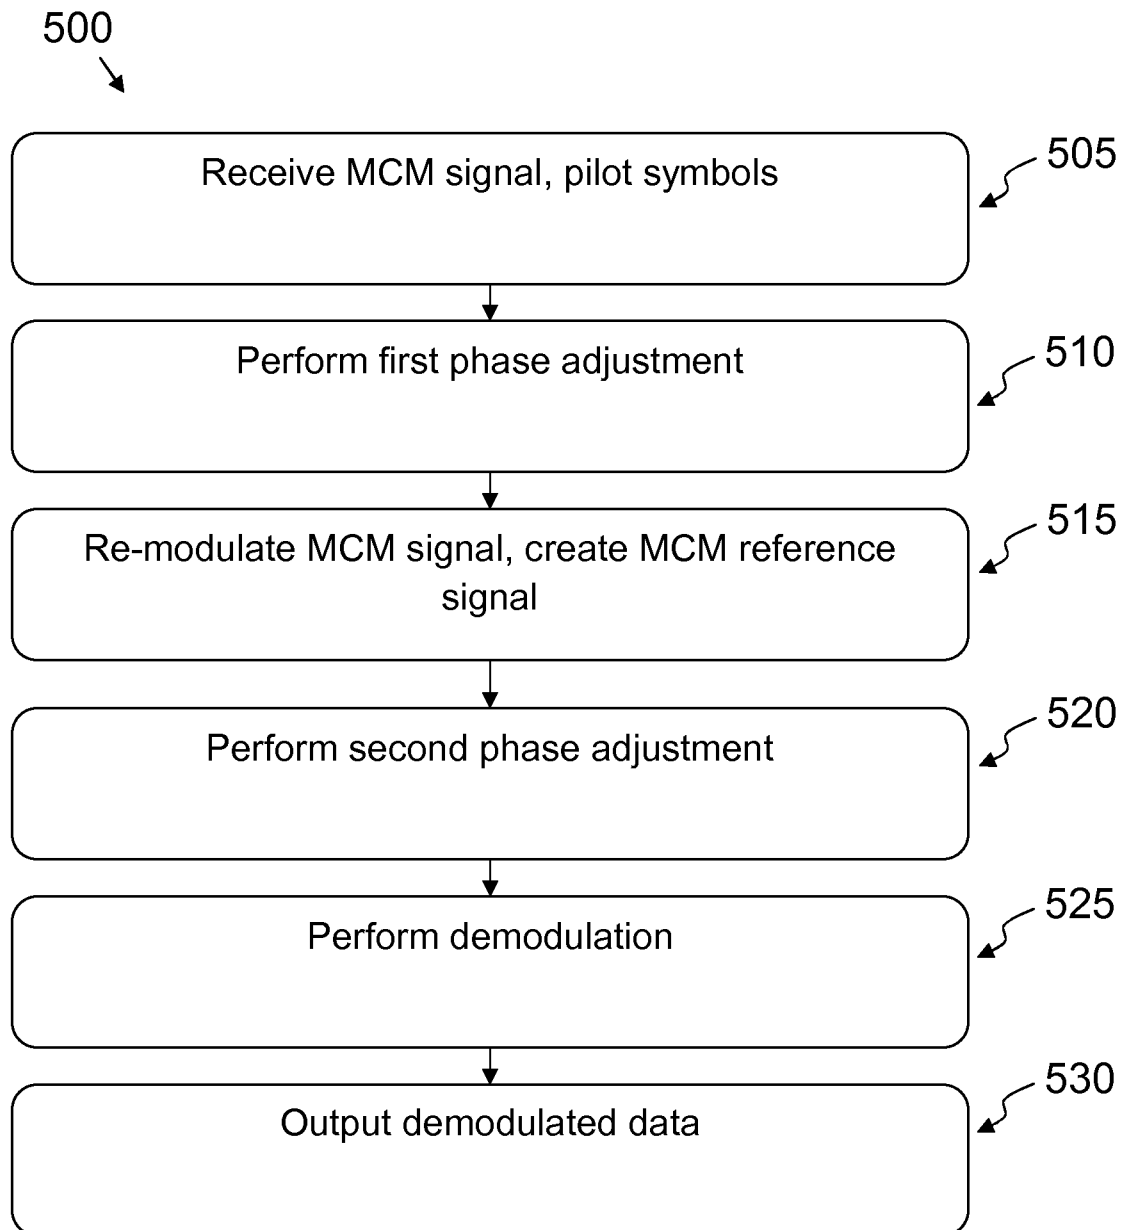 500
Receive MCM signal, pilot symbols
505
Perform first phase adjustment
510
Re-modulate MCM signal, create MCM reference
signal
515
Perform second phase adjustment
520
Perform demodulation
525
Output demodulated data
530